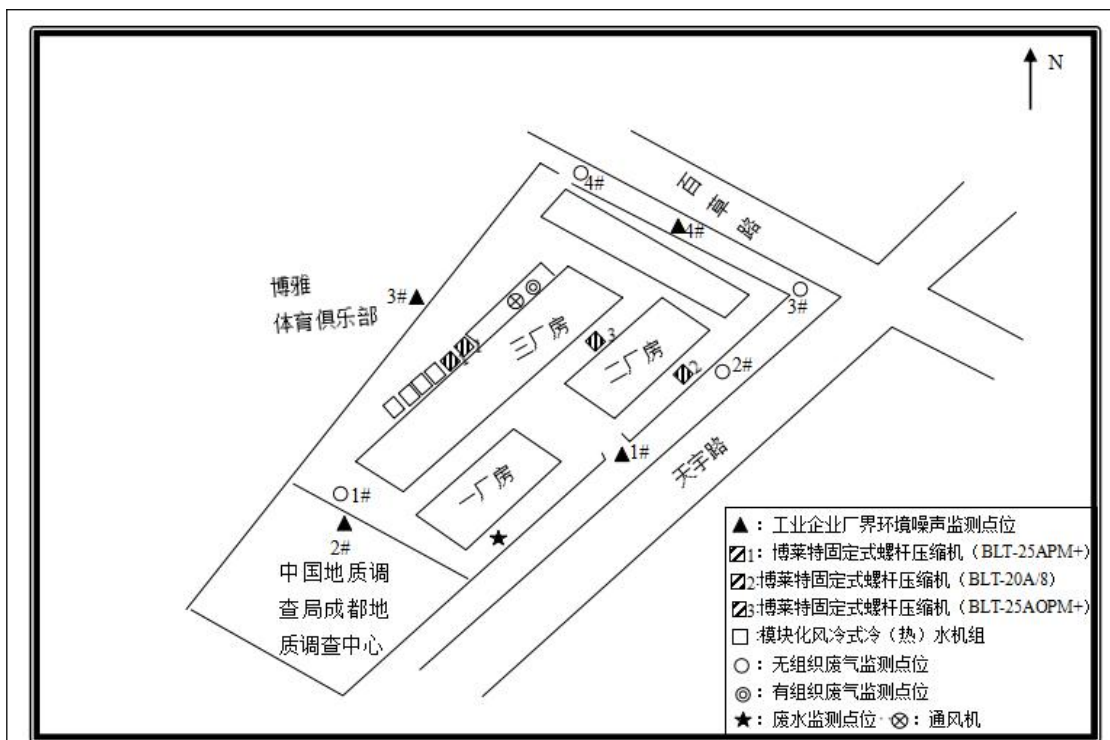 N
4#
百草路
4#
博雅
体育俱乐部
3#
3#
三厂房
3
二厂房
2
2#
1
1#
天宇路
一厂房
1#
2#
中国地质调
查局成都地
质调查中心
▲：工业企业厂界环境噪声监测点位
1：博莱特固定式螺杆压缩机（BLT-25APM+）
2:博莱特固定式螺杆压缩机（BLT-20A/8）
3:博莱特固定式螺杆压缩机（BLT-25AOPM+）
□:模块化风冷式冷（热）水机组
○：无组织废气监测点位
◎：有组织废气监测点位
★：废水监测点位 ⊗：通风机